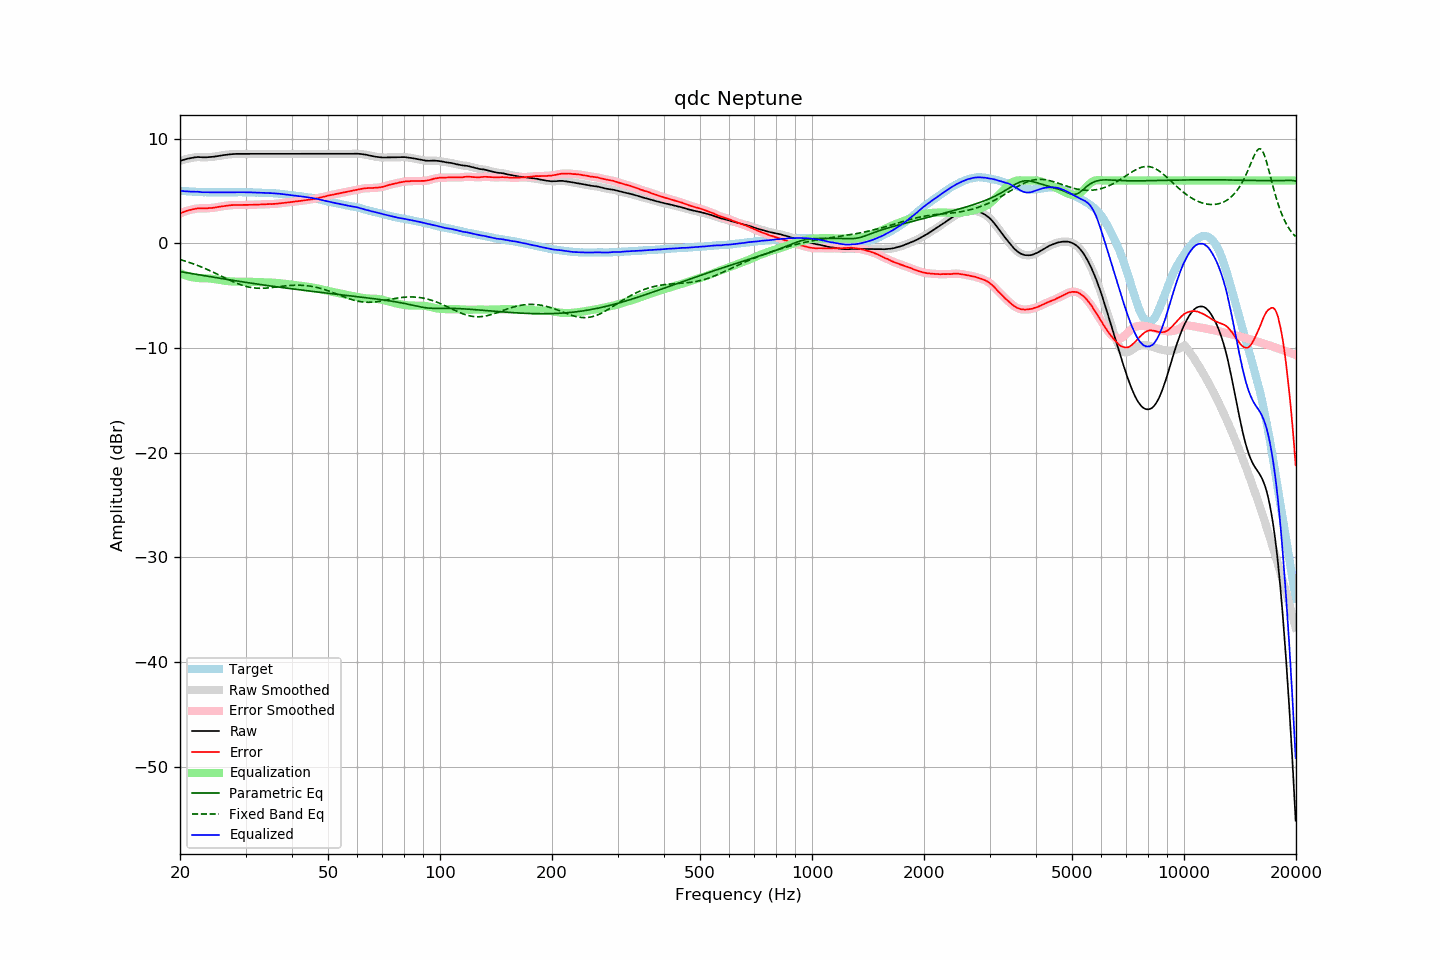 qdc Neptune
10
0
−10
−20
−30
−40
−50
Amplitude (dBr)
Target
Raw Smoothed
Error Smoothed
Raw
Error
Equalization
Parametric Eq
Fixed Band Eq
Equalized
20 50 100 200 500 1000 2000 5000 10000 20000
Frequency (Hz)